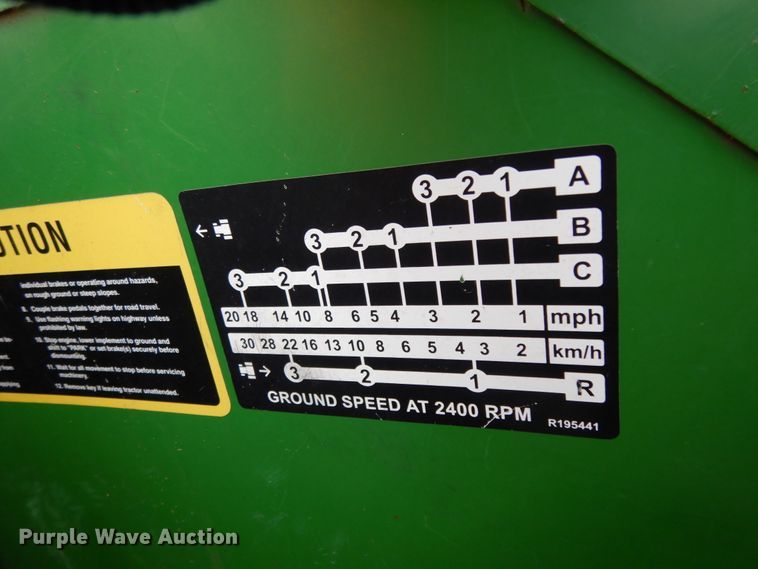 UTION
individual brakes or operating around hazards,
on rough ground or steep slopes.
8. Couple brake pedals together for road travel.
9. Use flashing warning lights on highway unless
prohibited by law.
10. Stop engine, lower implement to ground and
shift to "PARK" or set brake(s) securely before
dismounting.
11. Wait for all movement to stop before servicing
machinery.
12. Remove key if leaving tractor unattended.
pplying
3 2 1 A
3 2 1 B
3 2 1 C
20 18 14 10 8 6 5 4 3 2 1 mph
30 28 22 16 13 10 8 6 5 4 3 2 km/h
3 2 1 R
GROUND SPEED AT 2400 RPM
R195441
Purple Wave Auction